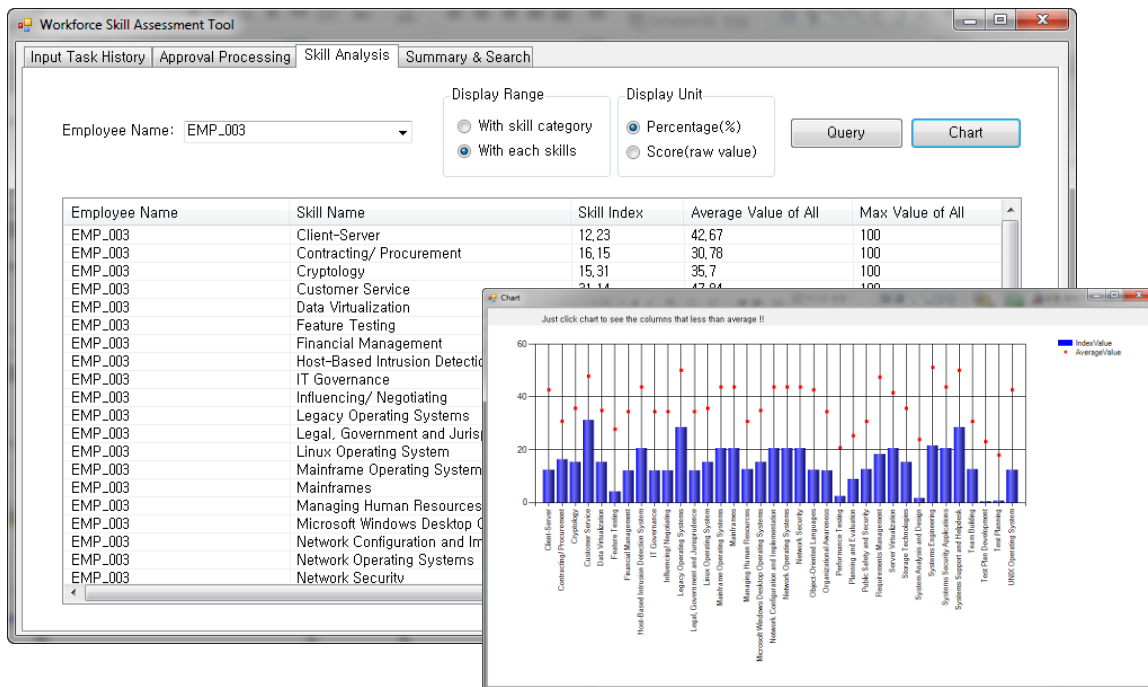 Workforce Skill Assessment Tool
Input Task History Approval Processing Skill Analysis Summary & Search
Display Range Display Unit
Employee Name: EMP_003 With skill category Percentage(%) Query Chart
With each skills Score(raw value)
Employee Name Skill Name Skill Index Average Value of All Max Value of All
EMP_003 Client-Server 12,23 42,67 100
EMP_003 Contracting/ Procurement 16,15 30,78 100
EMP_003 Cryptology 15,31 35,7 100
EMP_003 Customer Service 31,14 47,84 100
EMP_003 Data Virtualization
EMP_003 Feature Testing
EMP_003 Financial Management
EMP_003 Host-Based Intrusion Detectio
EMP_003 IT Governance
EMP_003 Influencing/ Negotiating
EMP_003 Legacy Operating Systems
EMP_003 Legal, Government and Jurisp
EMP_003 Linux Operating System
EMP_003 Mainframe Operating System
EMP_003 Mainframes
EMP_003 Managing Human Resources
EMP_003 Microsoft Windows Desktop O
EMP_003 Network Configuration and Im
EMP_003 Network Operating Systems
EMP_003 Network Security
Chart
Just click chart to see the columns that less than average !!
IndexValue
AverageValue
60
40
20
0
Client-Server
Contracting/ Procurement
Cryptology
Customer Service
Data Virtualization
Feature Testing
Financial Management
Host-Based Intrusion Detection System
IT Governance
Influencing/ Negotiating
Legacy Operating Systems
Legal, Government and Jurisprudence
Linux Operating System
Mainframe Operating Systems
Mainframes
Managing Human Resources
Microsoft Windows Desktop Operating Systems
Network Configuration and Implementation
Network Operating Systems
Network Security
Object-Oriented Languages
Organizational Awareness
Performance Testing
Planning and Evaluation
Public Safety and Security
Requirements Management
Server Virtualization
Storage Technologies
System Analysis and Design
Systems Engineering
Systems Security Applications
Systems Support and Helpdesk
Team Building
Test Plan Development
Test Planning
UNIX Operating System